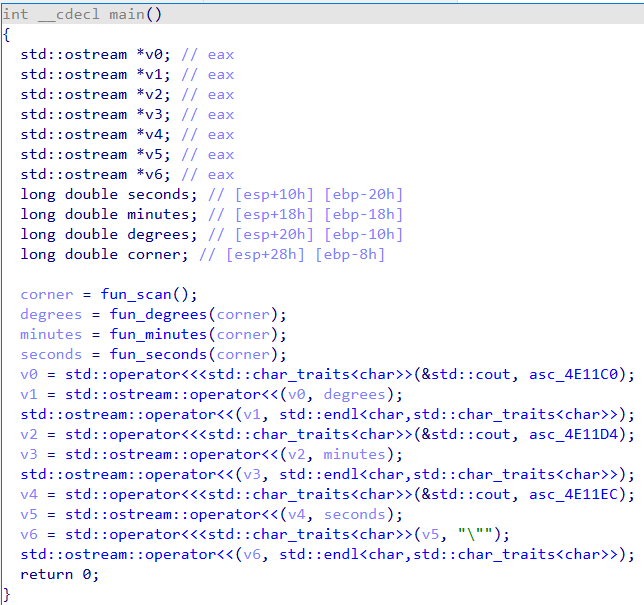 int __cdecl main()
{
  std::ostream *v0; // eax
  std::ostream *v1; // eax
  std::ostream *v2; // eax
  std::ostream *v3; // eax
  std::ostream *v4; // eax
  std::ostream *v5; // eax
  std::ostream *v6; // eax
  long double seconds; // [esp+10h] [ebp-20h]
  long double minutes; // [esp+18h] [ebp-18h]
  long double degrees; // [esp+20h] [ebp-10h]
  long double corner; // [esp+28h] [ebp-8h]

  corner = fun_scan();
  degrees = fun_degrees(corner);
  minutes = fun_minutes(corner);
  seconds = fun_seconds(corner);
  v0 = std::operator<<<std::char_traits<char>>(&std::cout, asc_4E11C0);
  v1 = std::ostream::operator<<(v0, degrees);
  std::ostream::operator<<(v1, std::endl<char,std::char_traits<char>>);
  v2 = std::operator<<<std::char_traits<char>>(&std::cout, asc_4E11D4);
  v3 = std::ostream::operator<<(v2, minutes);
  std::ostream::operator<<(v3, std::endl<char,std::char_traits<char>>);
  v4 = std::operator<<<std::char_traits<char>>(&std::cout, asc_4E11EC);
  v5 = std::ostream::operator<<(v4, seconds);
  v6 = std::operator<<<std::char_traits<char>>(v5, "\"");
  std::ostream::operator<<(v6, std::endl<char,std::char_traits<char>>);
  return 0;
}